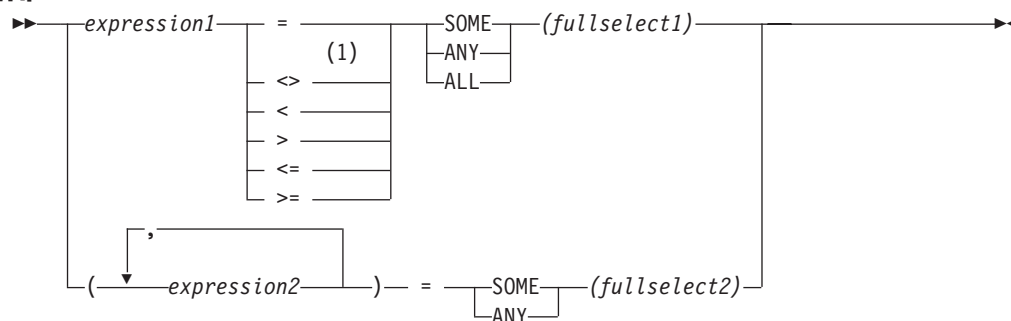 expression1 = SOME (fullselect1)
(1) ANY
<> ALL
<
>
<=
>=
,
( expression2 ) = SOME (fullselect2)
ANY